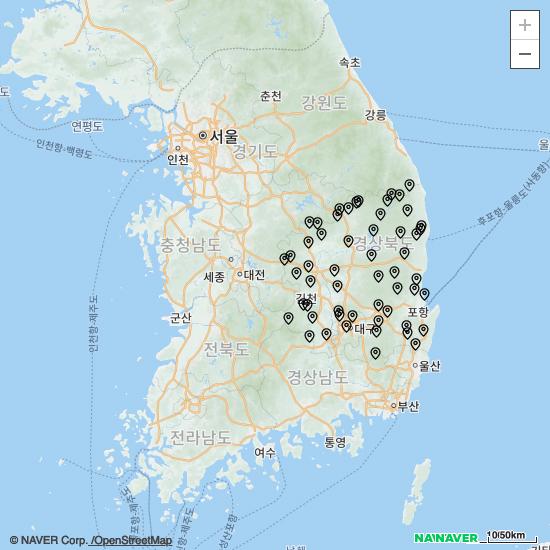 +
−
속초
춘천
강원도
도
강릉
연평도
서울
인천항-백령도
인천
경기도
울
후포항-울릉도(사동항)
충청남도
경상북도
세종
대전
김천
군산
포항
대구
전북도
인천항-제주도
경상남도
울산
부산
전라남도
여수
통영
© NAVER Corp. /OpenStreetMap
NAVER
10/50km